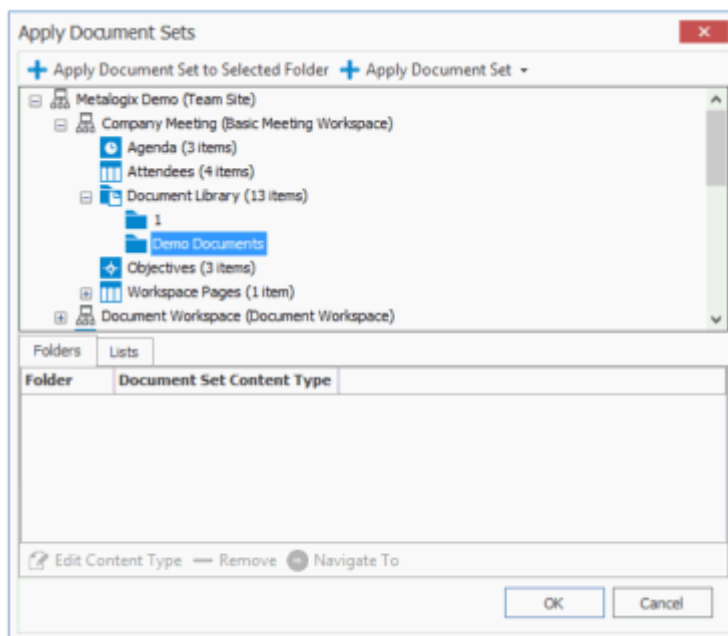 Apply Document Sets
Apply Document Set to Selected Folder Apply Document Set
Metalogix Demo (Team Site)
Company Meeting (Basic Meeting Workspace)
Agenda (3 items)
Attendees (4 items)
Document Library (13 items)
1
Demo Documents
Objectives (3 items)
Workspace Pages (1 item)
Document Workspace (Document Workspace)
Folders Lists
Folder Document Set Content Type
Edit Content Type Remove Navigate To
OK Cancel